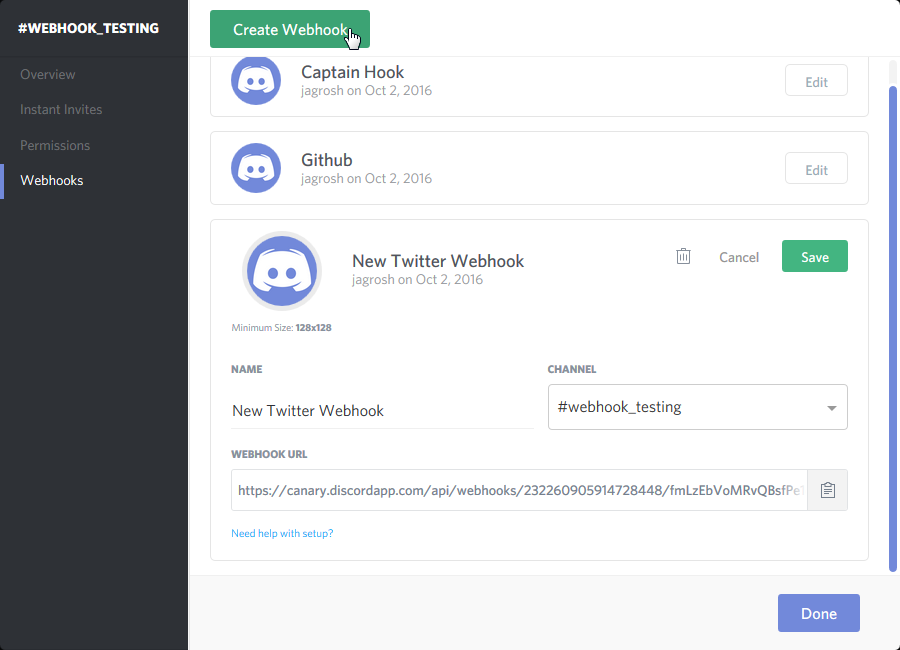 #WEBHOOK_TESTING
Overview
Instant Invites
Permissions
Webhooks
Create Webhook
Captain Hook
jagrosh on Oct 2, 2016
Edit
Github
jagrosh on Oct 2, 2016
Edit
New Twitter Webhook
jagrosh on Oct 2, 2016
Cancel
Save
Minimum Size: 128x128
NAME
New Twitter Webhook
CHANNEL
#webhook_testing
WEBHOOK URL
https://canary.discordapp.com/api/webhooks/232260905914728448/fmLzEbVoMRvQBsfPe
Need help with setup?
Done